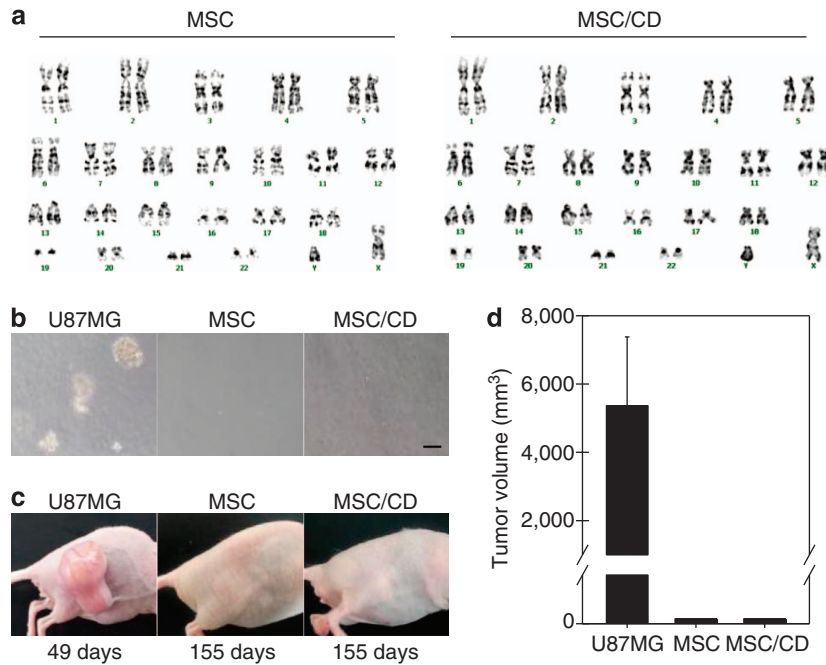 a
MSC
MSC/CD
1 2 3 4 5
1 2 3 4 5
6 7 8 9 10 11 12
6 7 8 9 10 11 12
13 14 15 16 17 18
13 14 15 16 17 18
19 20 21 22 Y X
19 20 21 22 Y X
b
U87MG MSC MSC/CD
c
U87MG MSC MSC/CD
49 days 155 days 155 days
d
Tumor volume (mm³)
8,000
6,000
4,000
2,000
0
U87MG MSC MSC/CD